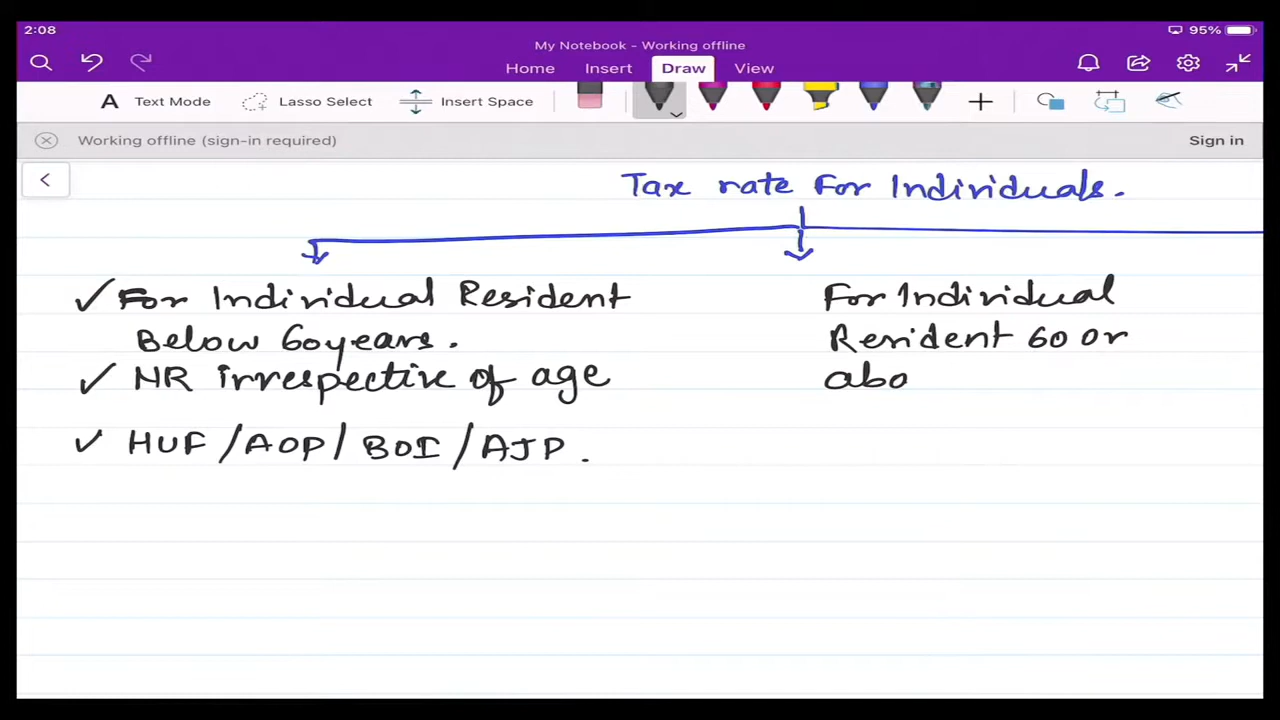 2:08
95%
My Notebook - Working offline
Home Insert Draw View
Text Mode Lasso Select Insert Space
Working offline (sign-in required) Sign in
Tax rate For Individuals.
For Individual Resident
Below 60 years.
NR irrespective of age
HUF / AOP / BOI / AJP.
For Individual
Resident 60 or
abo